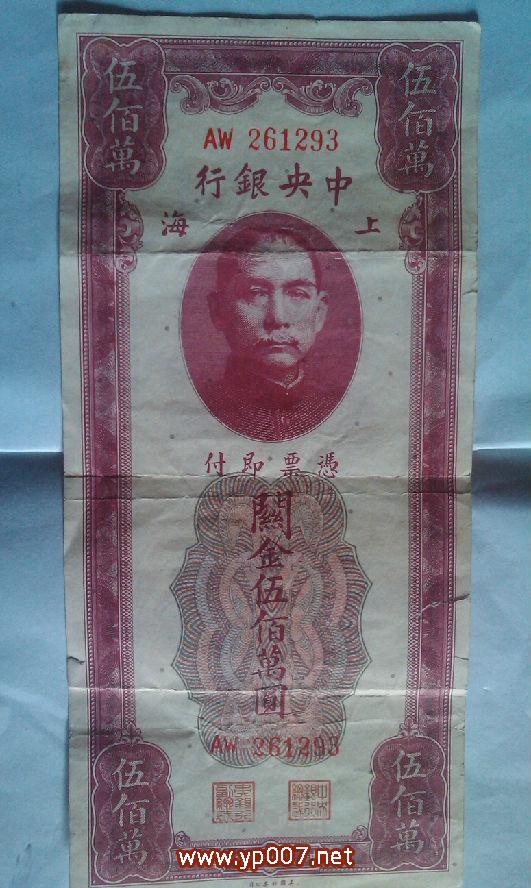 伍佰萬
伍佰萬
AW 261293
中央銀行
上海
憑票即付
關金伍佰萬圓
AW 261293
伍佰萬
伍佰萬
www.yp007.net